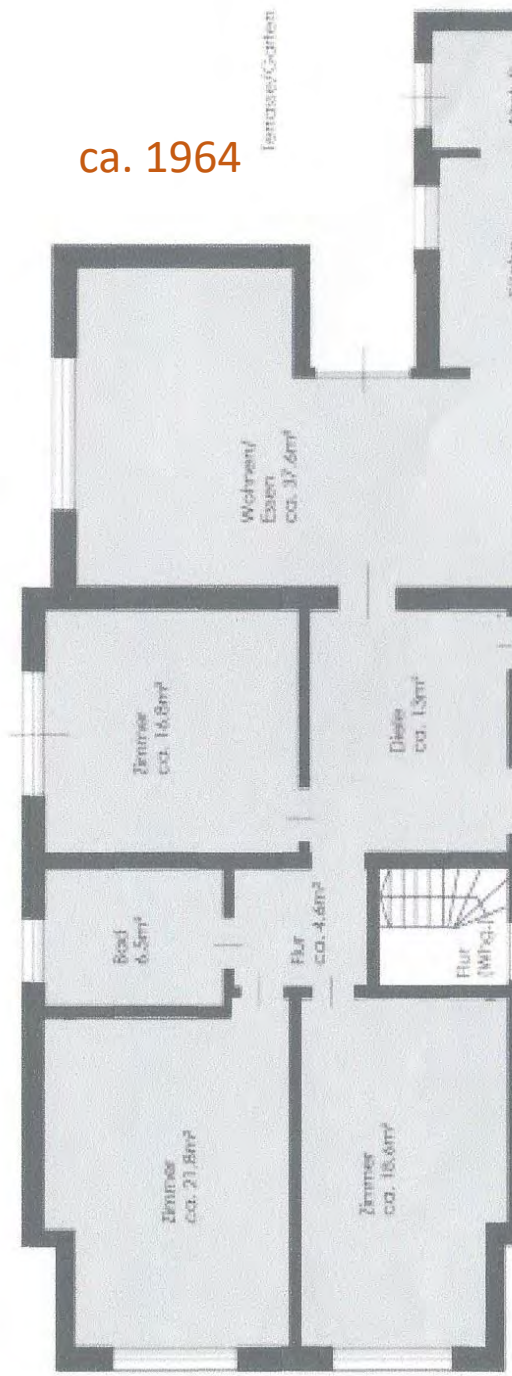 ca. 1964
Terrasse/Garten
Wohnen/
Essen
ca. 37.6m²
Zimmer
ca. 16.8m²
Diele
ca. 13m²
Bad
6.5m²
Flur
ca. 4.6m²
Flur
(Whg.)
Zimmer
ca. 21.8m²
Zimmer
ca. 18.6m²